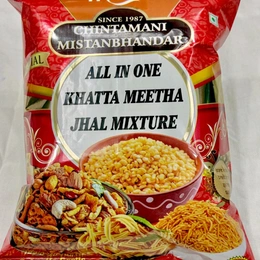 SINCE 1987
CHINTAMANI
MISTANBHANDAR
ALL IN ONE
KHATTA MEETHA
JHAL MIXTURE